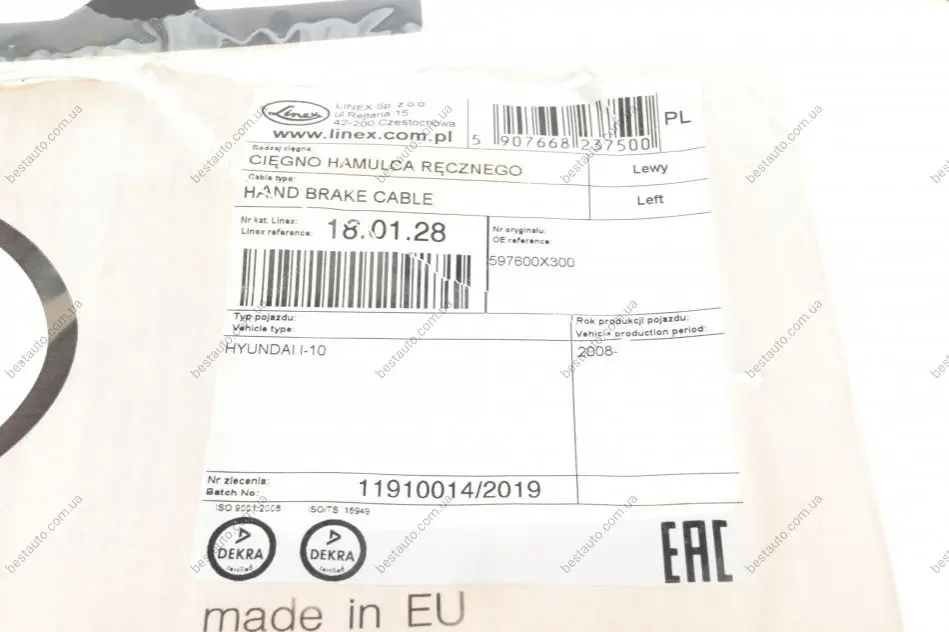 Linex
LINEX Sp. z o.o
ul Rejtana 15
42-200 Częstochowa
www.linex.com.pl
5 907668 237500
PL
Rodzaj cięgna:
CIĘGNO HAMULCA RĘCZNEGO
Lewy
Cable type:
HAND BRAKE CABLE
Left
Nr kat. Linex:
Linex reference:
18.01.28
Nr oryginału:
OE reference:
597600X300
Typ pojazdu:
Vehicle type:
Rok produkcji pojazdu:
Vehicle production period:
HYUNDAI I-10
2008-
Nr zlecenia:
Batch No:
11910014/2019
ISO 9001:2008
ISO/TS 16949
DEKRA
certified
DEKRA
certified
EAC
made in EU
bestauto.com.ua